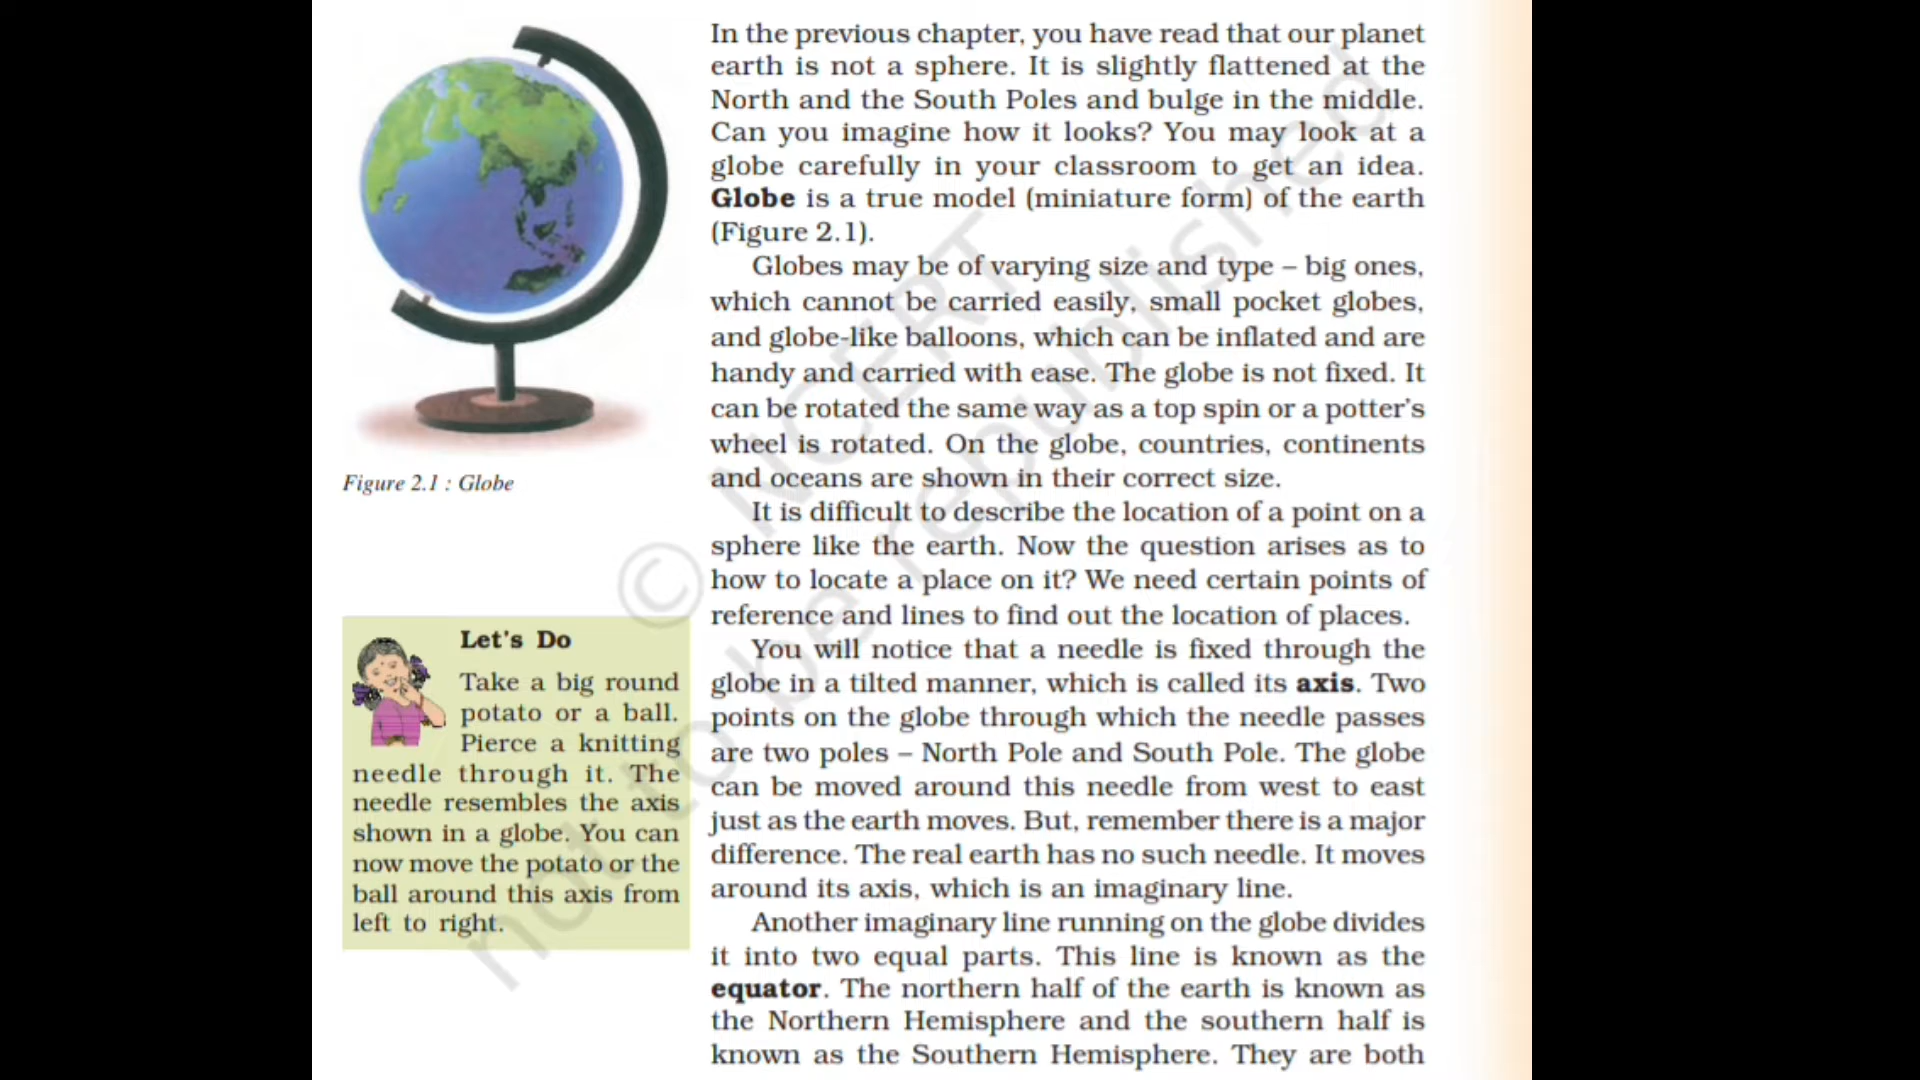 In the previous chapter, you have read that our planet
earth is not a sphere. It is slightly flattened at the
North and the South Poles and bulge in the middle.
Can you imagine how it looks? You may look at a
globe carefully in your classroom to get an idea.
Globe is a true model (miniature form) of the earth
(Figure 2.1).
Globes may be of varying size and type – big ones,
which cannot be carried easily, small pocket globes,
and globe-like balloons, which can be inflated and are
handy and carried with ease. The globe is not fixed. It
can be rotated the same way as a top spin or a potter's
wheel is rotated. On the globe, countries, continents
and oceans are shown in their correct size.
It is difficult to describe the location of a point on a
sphere like the earth. Now the question arises as to
how to locate a place on it? We need certain points of
reference and lines to find out the location of places.
You will notice that a needle is fixed through the
globe in a tilted manner, which is called its axis. Two
points on the globe through which the needle passes
are two poles – North Pole and South Pole. The globe
can be moved around this needle from west to east
just as the earth moves. But, remember there is a major
difference. The real earth has no such needle. It moves
around its axis, which is an imaginary line.
Another imaginary line running on the globe divides
it into two equal parts. This line is known as the
equator. The northern half of the earth is known as
the Northern Hemisphere and the southern half is
known as the Southern Hemisphere. They are both
Figure 2.1 : Globe
Let's Do
Take a big round
potato or a ball.
Pierce a knitting
needle through it. The
needle resembles the axis
shown in a globe. You can
now move the potato or the
ball around this axis from
left to right.
© NCERT
not to be republished